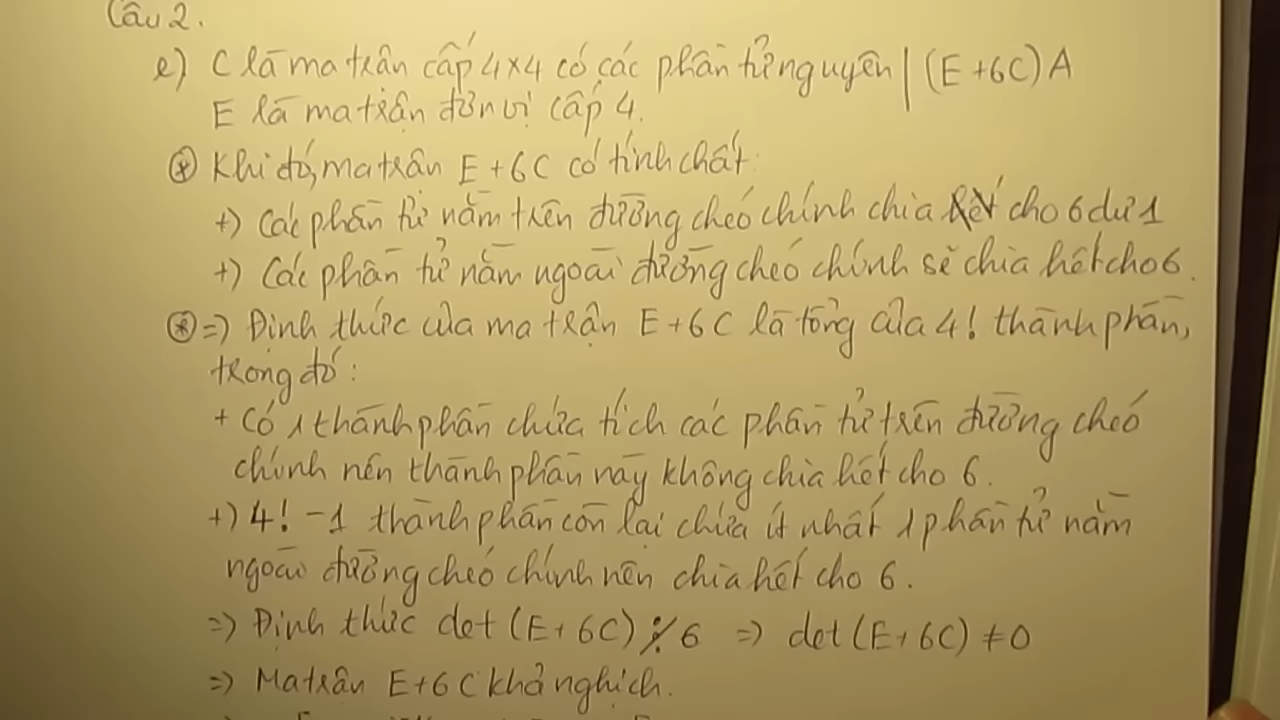 Câu 2.
e) C là ma trận cấp 4×4 có các phần tử nguyên | (E+6C)A
E là ma trận đơn vị cấp 4.
⊛ Khi đó, ma trận E+6C có tính chất:
+) Các phần tử nằm trên đường chéo chính chia cho 6 dư 1
+) Các phần tử nằm ngoài đường chéo chính sẽ chia hết cho 6.
⊛ => Định thức của ma trận E+6C là tổng của 4! thành phần,
trong đó:
+ Có 1 thành phần chứa tích các phần tử trên đường chéo
chính nên thành phần này không chia hết cho 6.
+) 4! -1 thành phần còn lại chứa ít nhất 1 phần tử nằm
ngoài đường chéo chính nên chia hết cho 6.
=> Định thức det (E+6C) ⋮̸ 6 => det (E+6C) ≠ 0
=> Ma trận E+6C khả nghịch.